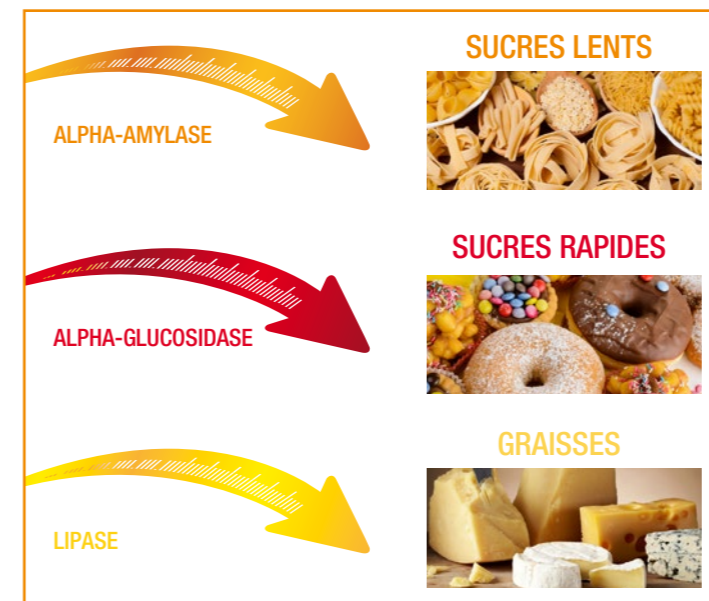 SUCRES LENTS
ALPHA-AMYLASE
SUCRES RAPIDES
ALPHA-GLUCOSIDASE
GRAISSES
LIPASE